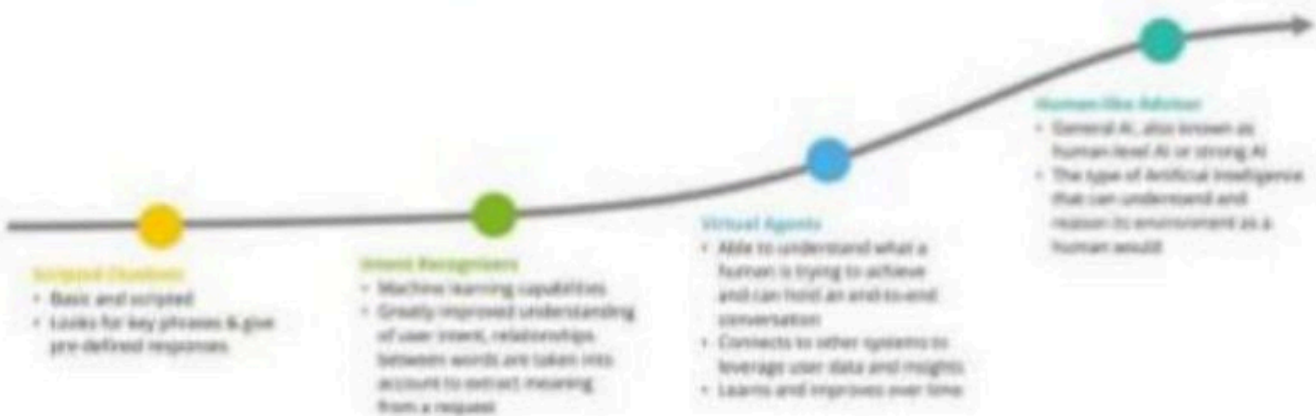 Scripted Chatbots
• Basic and scripted
• Looks for key phrases & give
pre-defined responses
Intent Recognisers
• Machine learning capabilities
• Greatly improved understanding
of user intent, relationships
between words are taken into
account to extract meaning
from a request
Virtual Agents
• Able to understand what a
human is trying to achieve
and can hold an end-to-end
conversation
• Connects to other systems to
leverage user data and insights
• Learns and improves over time
Human-like Advisor
• General AI, also known as
human-level AI or strong AI
• The type of Artificial Intelligence
that can understand and
reason its environment as a
human would